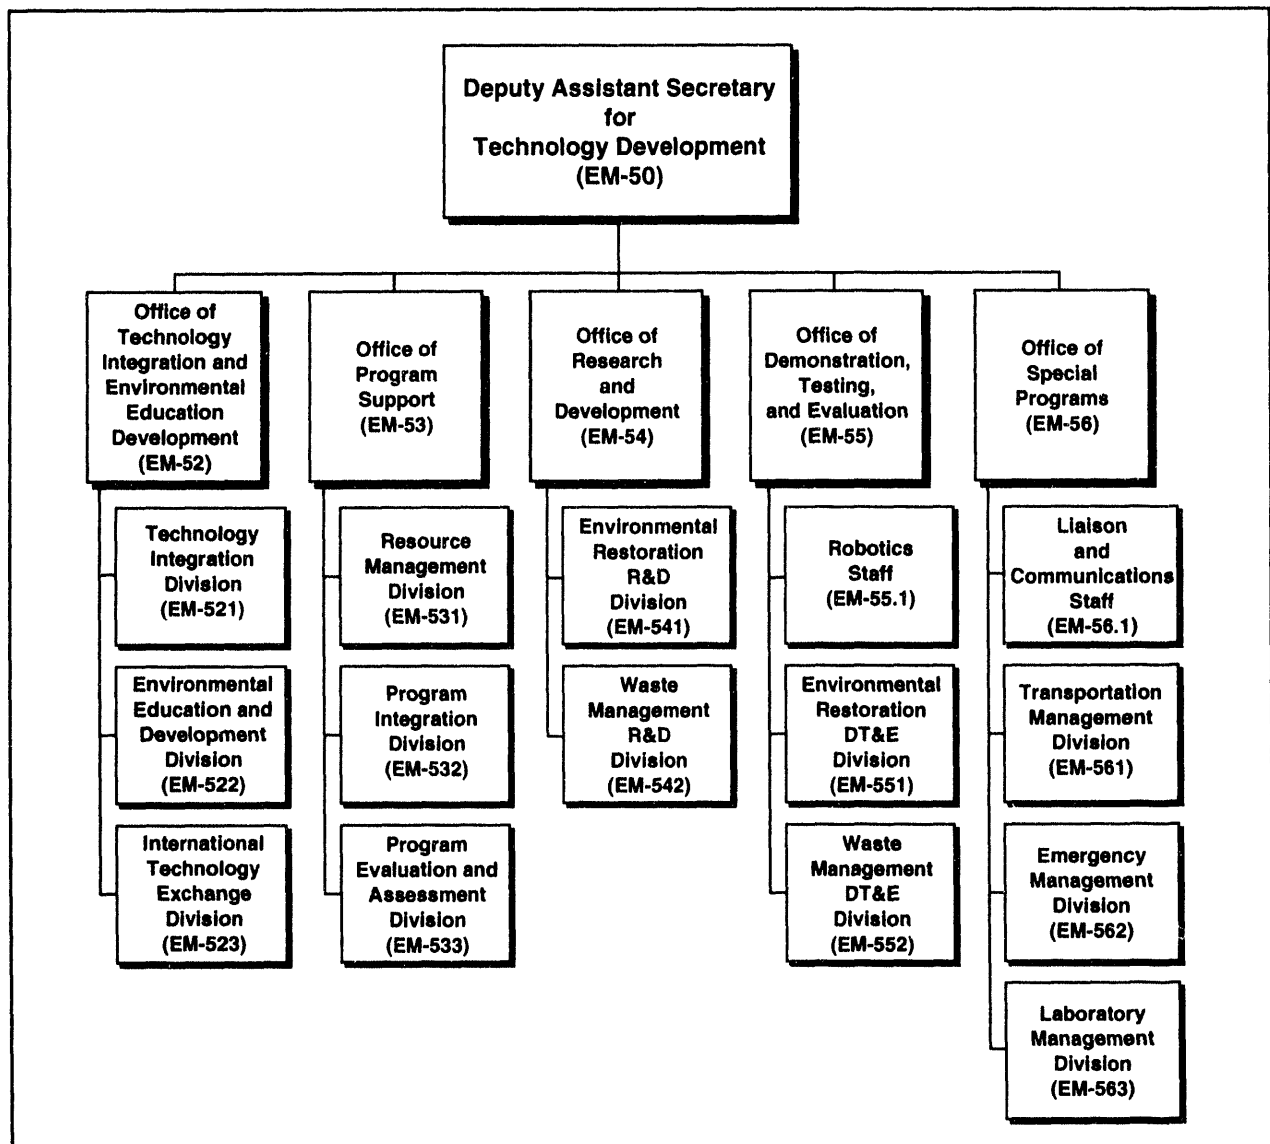 Deputy Assistant Secretary
for
Technology Development
(EM-50)
Office of
Technology
Integration and
Environmental
Education
Development
(EM-52)
Technology
Integration
Division
(EM-521)
Environmental
Education and
Development
Division
(EM-522)
International
Technology
Exchange
Division
(EM-523)
Office of
Program
Support
(EM-53)
Resource
Management
Division
(EM-531)
Program
Integration
Division
(EM-532)
Program
Evaluation and
Assessment
Division
(EM-533)
Office of
Research
and
Development
(EM-54)
Environmental
Restoration
R&D
Division
(EM-541)
Waste
Management
R&D
Division
(EM-542)
Office of
Demonstration,
Testing,
and Evaluation
(EM-55)
Robotics
Staff
(EM-55.1)
Environmental
Restoration
DT&E
Division
(EM-551)
Waste
Management
DT&E
Division
(EM-552)
Office of
Special
Programs
(EM-56)
Liaison
and
Communications
Staff
(EM-56.1)
Transportation
Management
Division
(EM-561)
Emergency
Management
Division
(EM-562)
Laboratory
Management
Division
(EM-563)